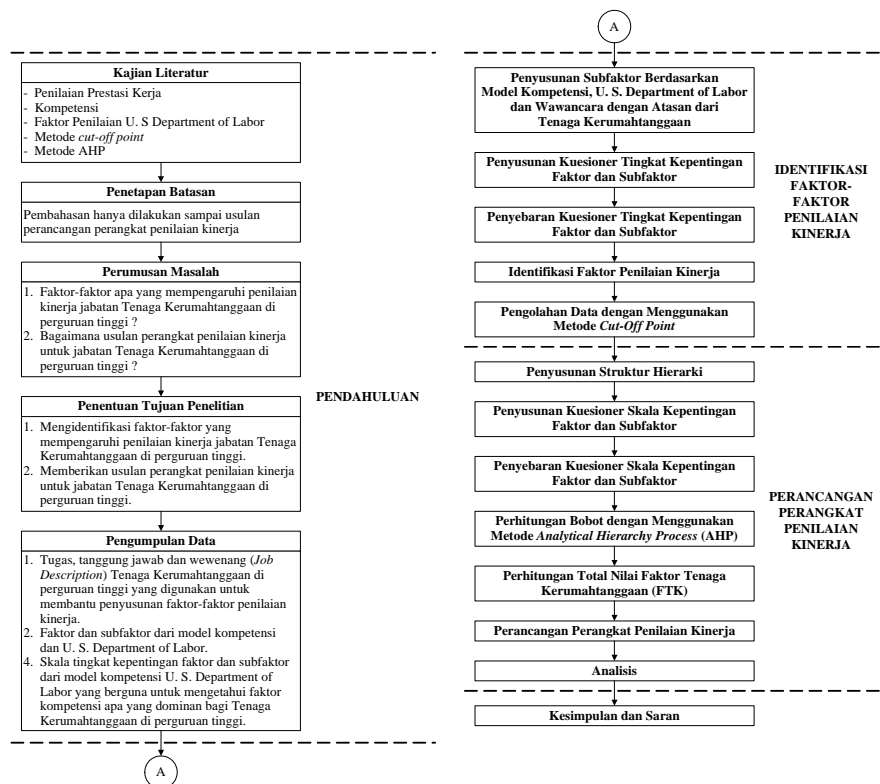 Kajian Literatur
- Penilaian Prestasi Kerja
- Kompetensi
- Faktor Penilaian U. S Department of Labor
- Metode cut-off point
- Metode AHP
Penetapan Batasan
Pembahasan hanya dilakukan sampai usulan
perancangan perangkat penilaian kinerja
Perumusan Masalah
1. Faktor-faktor apa yang mempengaruhi penilaian
kinerja jabatan Tenaga Kerumahtanggaan di
perguruan tinggi ?
2. Bagaimana usulan perangkat penilaian kinerja
untuk jabatan Tenaga Kerumahtanggaan di
perguruan tinggi ?
Penentuan Tujuan Penelitian
1. Mengidentifikasi faktor-faktor yang
mempengaruhi penilaian kinerja jabatan Tenaga
Kerumahtanggaan di perguruan tinggi.
2. Memberikan usulan perangkat penilaian kinerja
untuk jabatan Tenaga Kerumahtanggaan di
perguruan tinggi.
Pengumpulan Data
1. Tugas, tanggung jawab dan wewenang (Job
Description) Tenaga Kerumahtanggaan di
perguruan tinggi yang digunakan untuk
membantu penyusunan faktor-faktor penilaian
kinerja.
2. Faktor dan subfaktor dari model kompetensi
dan U. S. Department of Labor.
4. Skala tingkat kepentingan faktor dan subfaktor
dari model kompetensi U. S. Department of
Labor yang berguna untuk mengetahui faktor
kompetensi apa yang dominan bagi Tenaga
Kerumahtanggaan di perguruan tinggi.
A
PENDAHULUAN
A
Penyusunan Subfaktor Berdasarkan
Model Kompetensi, U. S. Department of Labor
dan Wawancara dengan Atasan dari
Tenaga Kerumahtanggaan
Penyusunan Kuesioner Tingkat Kepentingan
Faktor dan Subfaktor
Penyebaran Kuesioner Tingkat Kepentingan
Faktor dan Subfaktor
Identifikasi Faktor Penilaian Kinerja
Pengolahan Data dengan Menggunakan
Metode Cut-Off Point
IDENTIFIKASI
FAKTOR-
FAKTOR
PENILAIAN
KINERJA
Penyusunan Struktur Hierarki
Penyusunan Kuesioner Skala Kepentingan
Faktor dan Subfaktor
Penyebaran Kuesioner Skala Kepentingan
Faktor dan Subfaktor
Perhitungan Bobot dengan Menggunakan
Metode Analytical Hierarchy Process (AHP)
Perhitungan Total Nilai Faktor Tenaga
Kerumahtanggaan (FTK)
Perancangan Perangkat Penilaian Kinerja
Analisis
PERANCANGAN
PERANGKAT
PENILAIAN
KINERJA
Kesimpulan dan Saran